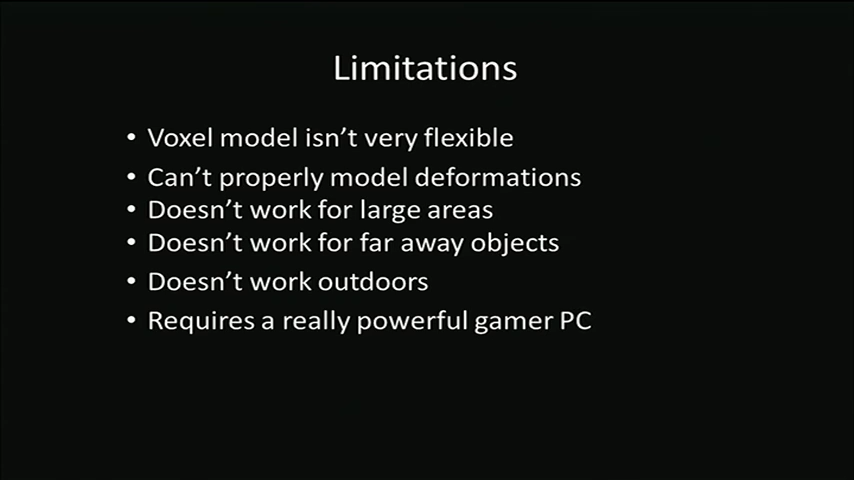 Limitations
• Voxel model isn't very flexible
• Can't properly model deformations
• Doesn't work for large areas
• Doesn't work for far away objects
• Doesn't work outdoors
• Requires a really powerful gamer PC